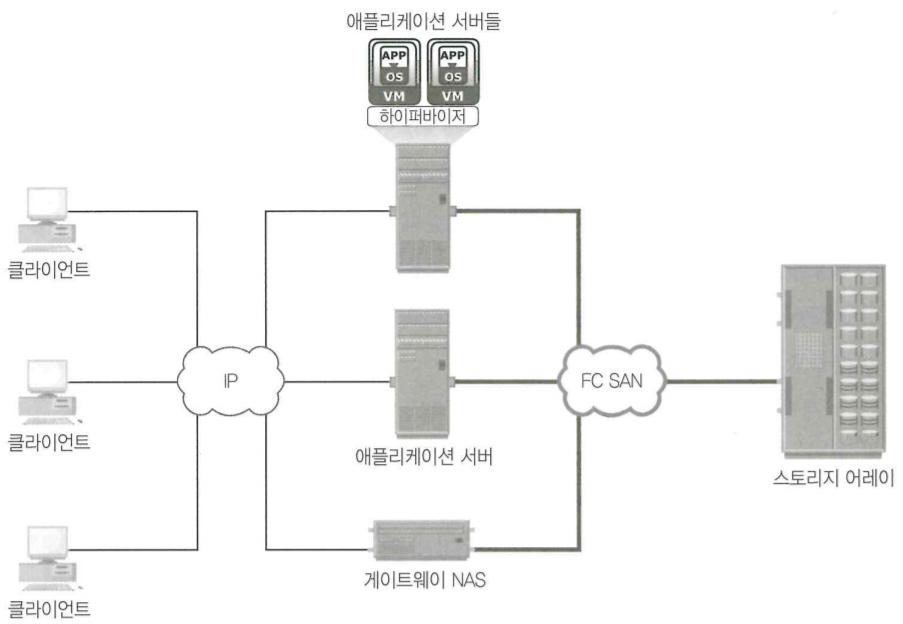 애플리케이션 서버들
APP APP
OS OS
VM VM
하이퍼바이저
클라이언트
클라이언트
IP
FC SAN
애플리케이션 서버
스토리지 어레이
게이트웨이 NAS
클라이언트